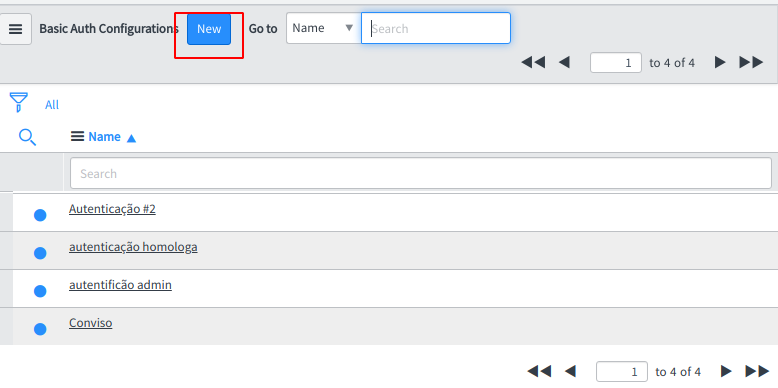 Basic Auth Configurations New Go to Name Search
1 to 4 of 4
All
Name
Search
Autenticação #2
autenticação homologa
autentificão admin
Conviso
1 to 4 of 4